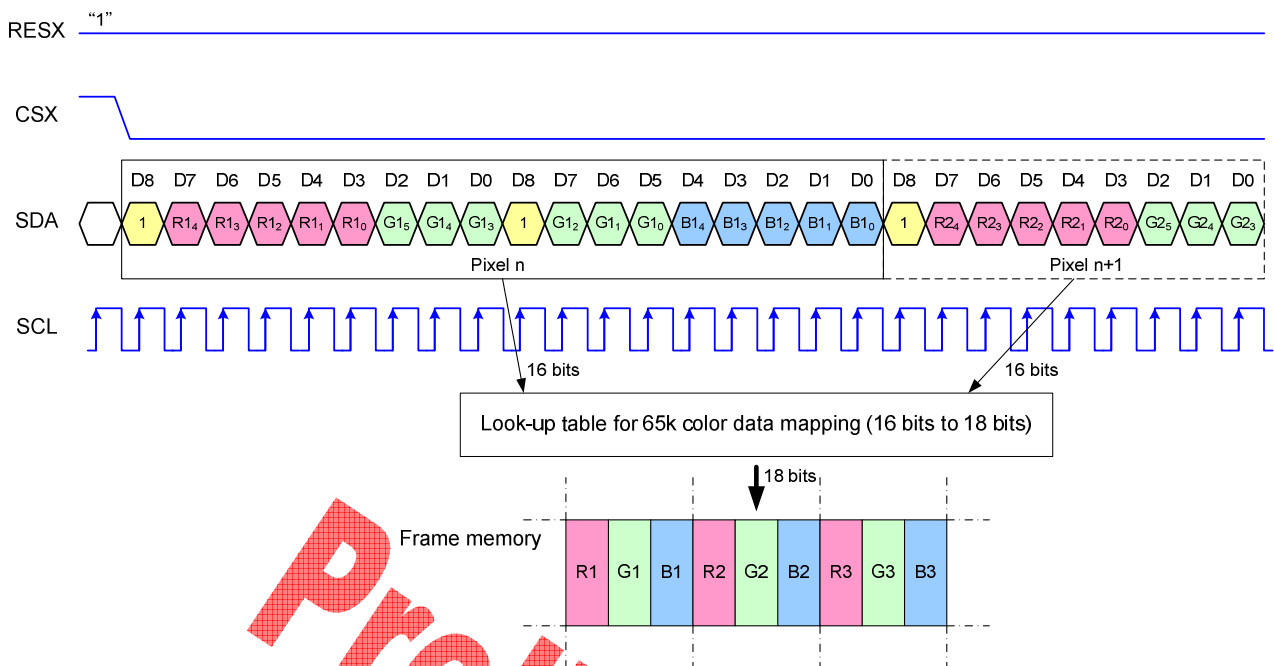 RESX “1”
CSX
D8 D7 D6 D5 D4 D3 D2 D1 D0 D8 D7 D6 D5 D4 D3 D2 D1 D0 D8 D7 D6 D5 D4 D3 D2 D1 D0
SDA 1 R1₄ R1₃ R1₂ R1₁ R1₀ G1₅ G1₄ G1₃ 1 G1₂ G1₁ G1₀ B1₄ B1₃ B1₂ B1₁ B1₀ 1 R2₄ R2₃ R2₂ R2₁ R2₀ G2₅ G2₄ G2₃
Pixel n Pixel n+1
SCL
16 bits 16 bits
Look-up table for 65k color data mapping (16 bits to 18 bits)
18 bits
Frame memory
R1 G1 B1 R2 G2 B2 R3 G3 B3